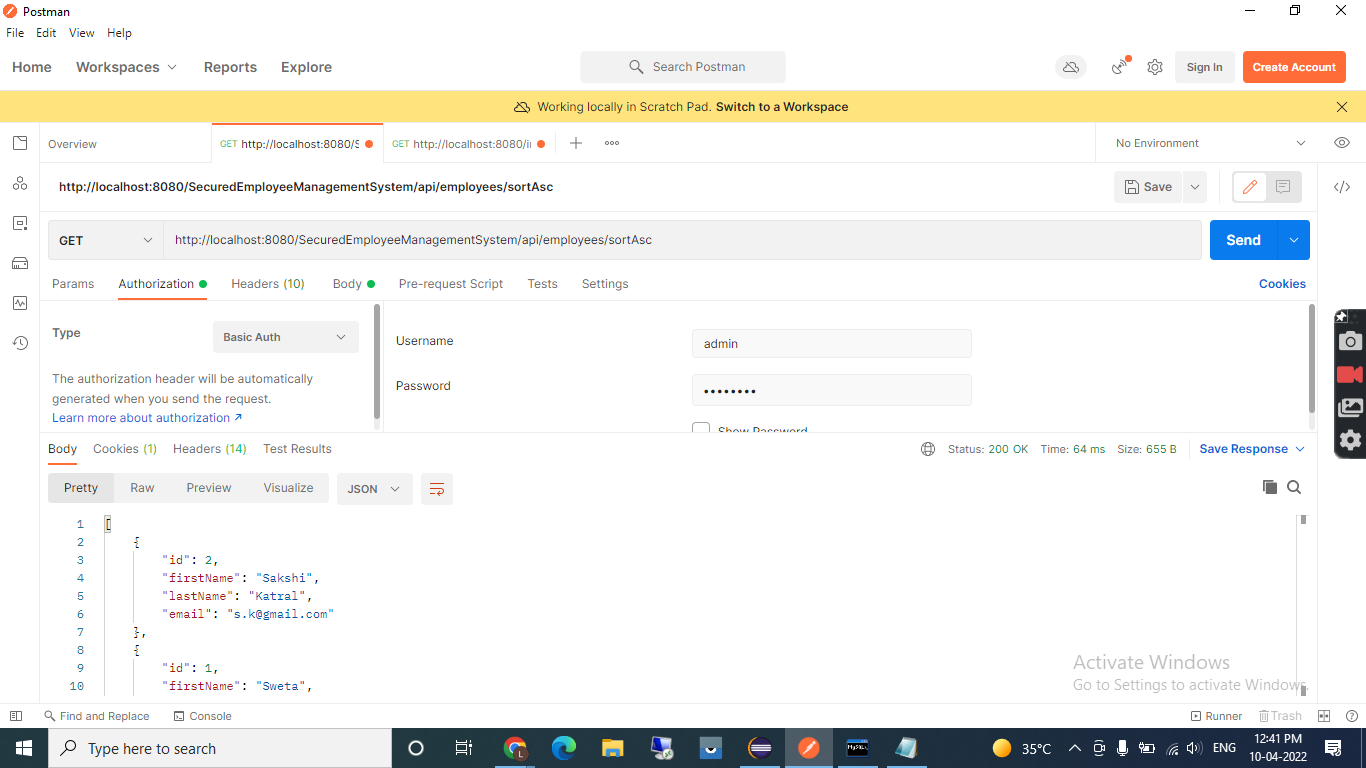 Postman
File Edit View Help
Home Workspaces Reports Explore Search Postman Sign In Create Account
Working locally in Scratch Pad. Switch to a Workspace
Overview GET http://localhost:8080/S GET http://localhost:8080/i No Environment
http://localhost:8080/SecuredEmployeeManagementSystem/api/employees/sortAsc Save
GET http://localhost:8080/SecuredEmployeeManagementSystem/api/employees/sortAsc Send
Params Authorization Headers (10) Body Pre-request Script Tests Settings Cookies
Type Basic Auth
The authorization header will be automatically
generated when you send the request.
Learn more about authorization ↗
Username admin
Password ••••••••
Show Password
Body Cookies (1) Headers (14) Test Results Status: 200 OK Time: 64 ms Size: 655 B Save Response
Pretty Raw Preview Visualize JSON
1 [
2 {
3 "id": 2,
4 "firstName": "Sakshi",
5 "lastName": "Katral",
6 "email": "s.k@gmail.com"
7 },
8 {
9 "id": 1,
10 "firstName": "Sweta",
Activate Windows
Go to Settings to activate Windows.
Find and Replace Console Runner Trash
Type here to search L MySQL 35°C ENG 12:41 PM
10-04-2022